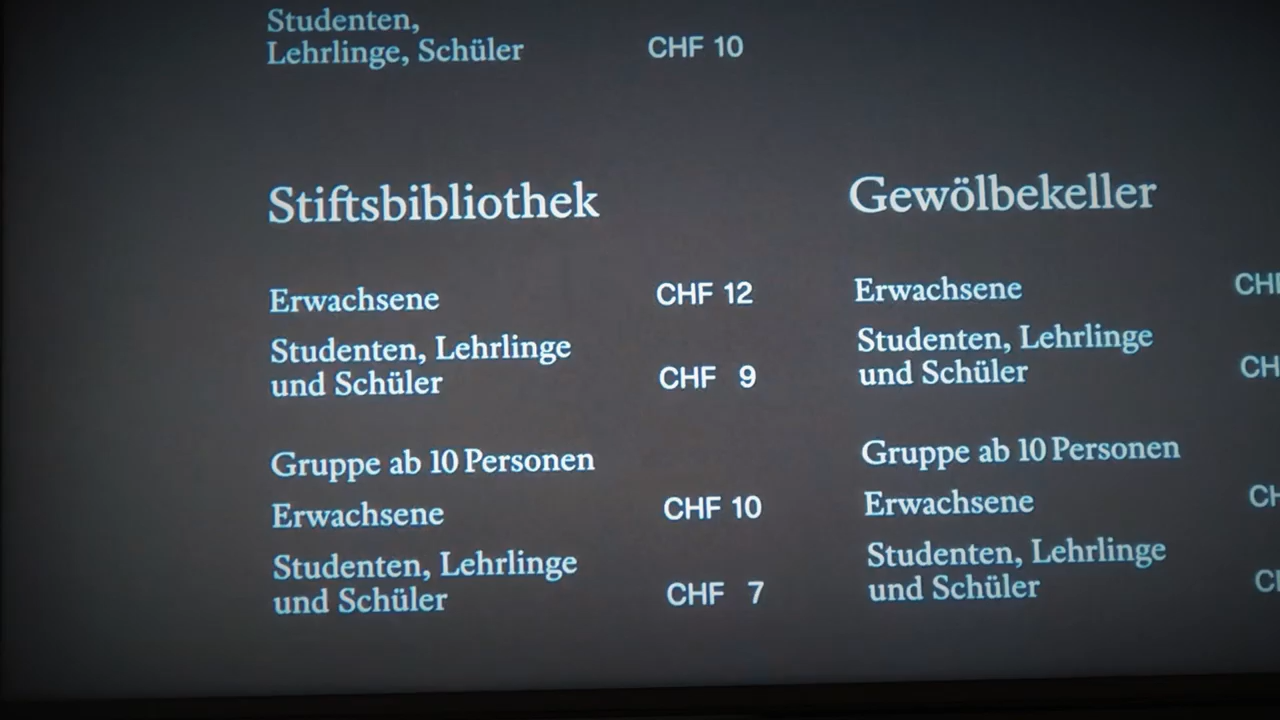 Studenten,
Lehrlinge, Schüler CHF 10
Stiftsbibliothek
Erwachsene CHF 12
Studenten, Lehrlinge
und Schüler CHF 9
Gruppe ab 10 Personen
Erwachsene CHF 10
Studenten, Lehrlinge
und Schüler CHF 7
Gewölbekeller
Erwachsene
Studenten, Lehrlinge
und Schüler
Gruppe ab 10 Personen
Erwachsene
Studenten, Lehrlinge
und Schüler